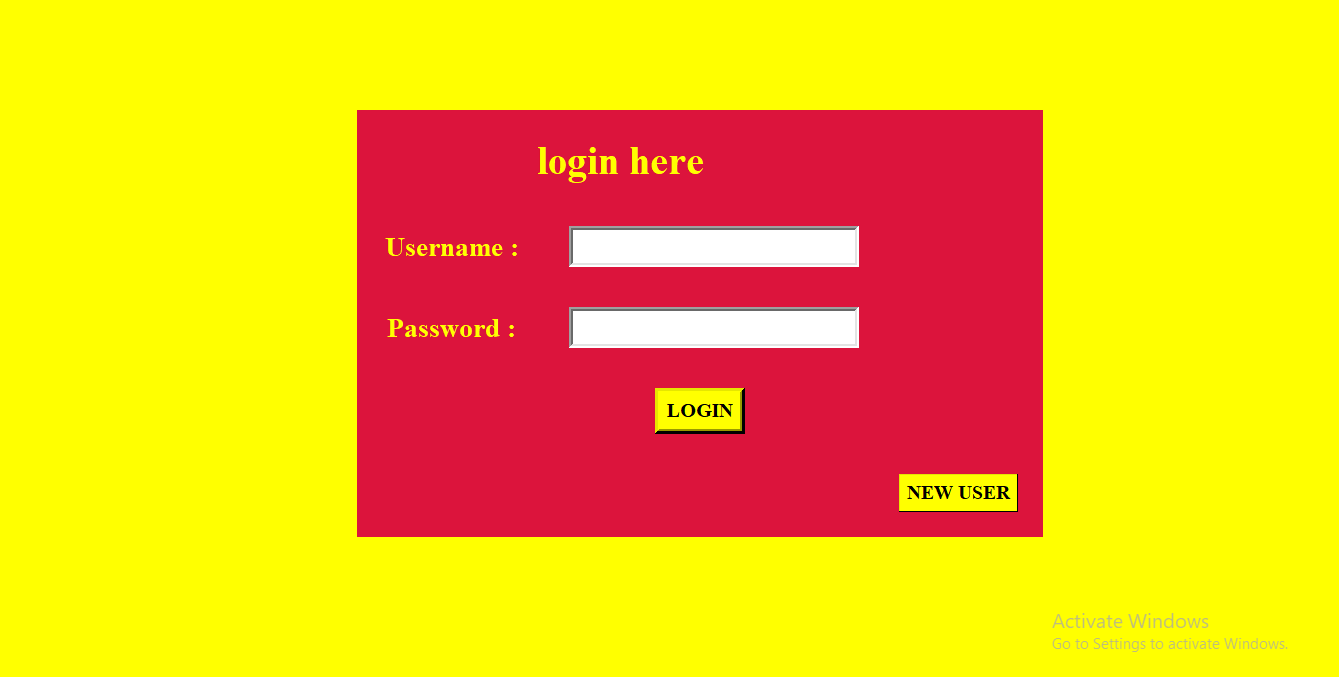 login here
Username :
Password :
LOGIN
NEW USER
Activate Windows
Go to Settings to activate Windows.